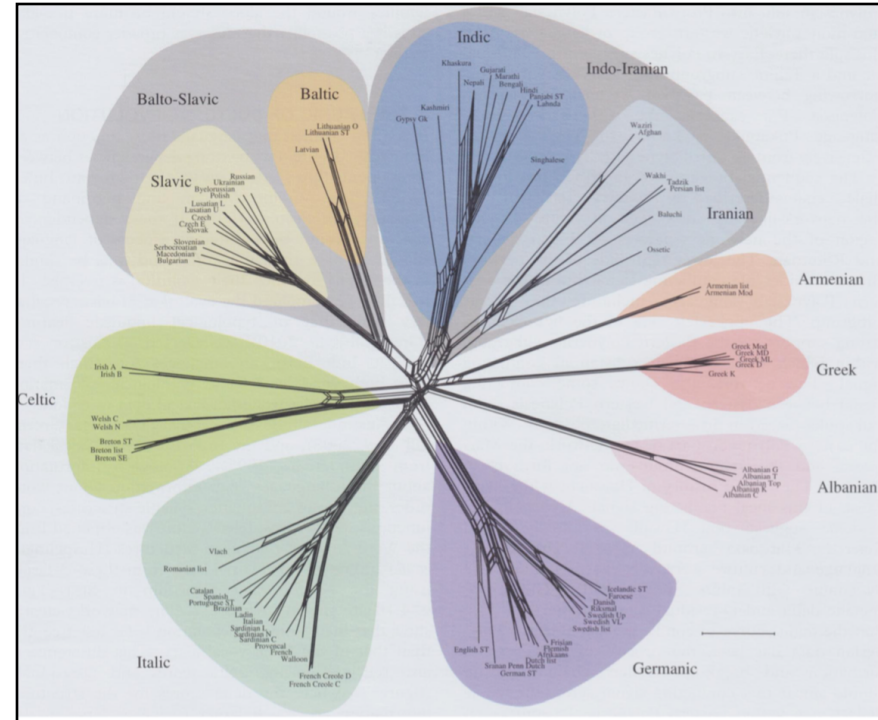 Indic
Indo-Iranian
Balto-Slavic
Baltic
Slavic
Iranian
Khaskura
Gujarati
Nepali
Marathi
Bengali
Hindi
Panjabi ST
Lahnda
Kashmiri
Gypsy Gk
Singhalese
Lithuanian O
Lithuanian ST
Latvian
Russian
Ukrainian
Byelorussian
Polish
Lusatian L
Lusatian U
Czech
Czech E
Slovak
Slovenian
Serbocroatian
Macedonian
Bulgarian
Waziri
Afghan
Wakhi
Tadzik
Persian list
Baluchi
Ossetic
Armenian
Armenian list
Armenian Mod
Greek
Greek Mod
Greek MD
Greek ML
Greek D
Greek K
Albanian
Albanian G
Albanian T
Albanian Top
Albanian K
Albanian C
Celtic
Irish A
Irish B
Welsh C
Welsh N
Breton ST
Breton list
Breton SE
Italic
Vlach
Romanian list
Catalan
Spanish
Portuguese ST
Brazilian
Ladin
Italian
Sardinian L
Sardinian N
Sardinian C
Provencal
French
Walloon
French Creole D
French Creole C
Germanic
Icelandic ST
Faroese
Danish
Riksmal
Swedish Up
Swedish VL
Swedish list
Frisian
Flemish
Afrikaans
Dutch list
Penn Dutch
German ST
English ST